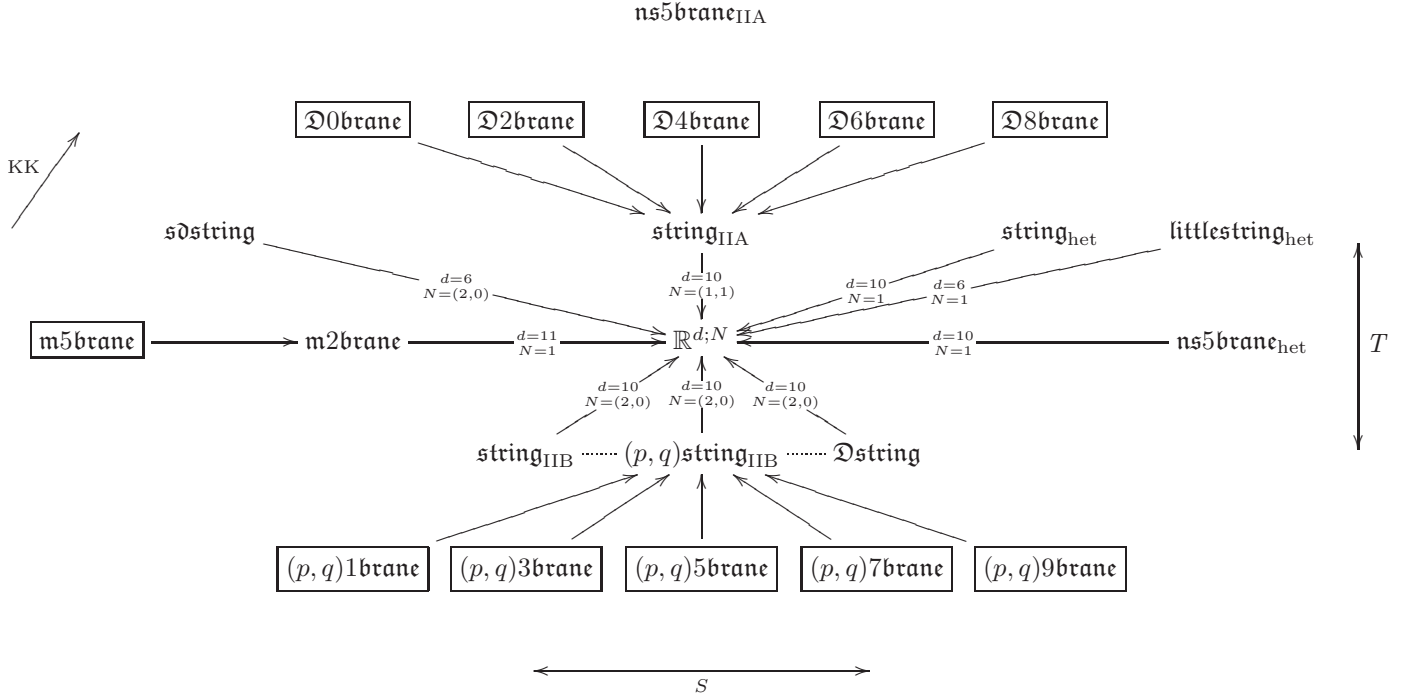 𝔫𝔰5𝔟𝔯𝔞𝔫𝔢_IIA
𝔇0𝔟𝔯𝔞𝔫𝔢 𝔇2𝔟𝔯𝔞𝔫𝔢 𝔇4𝔟𝔯𝔞𝔫𝔢 𝔇6𝔟𝔯𝔞𝔫𝔢 𝔇8𝔟𝔯𝔞𝔫𝔢
KK
𝔰𝔡𝔰𝔱𝔯𝔦𝔫𝔤 𝔰𝔱𝔯𝔦𝔫𝔤_IIA 𝔰𝔱𝔯𝔦𝔫𝔤_het 𝔩𝔦𝔱𝔱𝔩𝔢𝔰𝔱𝔯𝔦𝔫𝔤_het
d=6 d=10 d=10 d=6
N=(2,0) N=(1,1) N=1 N=1
𝔪5𝔟𝔯𝔞𝔫𝔢 𝔪2𝔟𝔯𝔞𝔫𝔢 d=11 ℝ^{d;N} d=10 𝔫𝔰5𝔟𝔯𝔞𝔫𝔢_het T
N=1 N=1
d=10 d=10 d=10
N=(2,0) N=(2,0) N=(2,0)
𝔰𝔱𝔯𝔦𝔫𝔤_IIB (p,q)𝔰𝔱𝔯𝔦𝔫𝔤_IIB 𝔇𝔰𝔱𝔯𝔦𝔫𝔤
(p,q)1𝔟𝔯𝔞𝔫𝔢 (p,q)3𝔟𝔯𝔞𝔫𝔢 (p,q)5𝔟𝔯𝔞𝔫𝔢 (p,q)7𝔟𝔯𝔞𝔫𝔢 (p,q)9𝔟𝔯𝔞𝔫𝔢
S